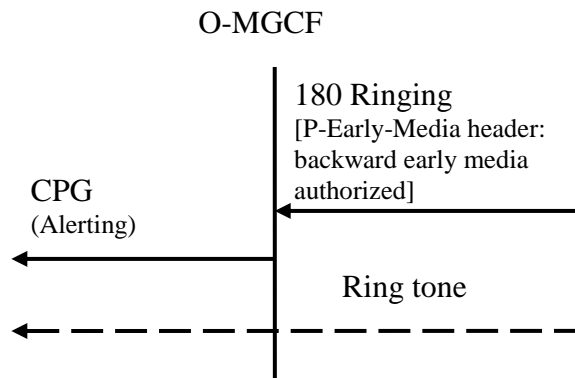 O-MGCF
180 Ringing
[P-Early-Media header:
backward early media
authorized]
CPG
(Alerting)
Ring tone